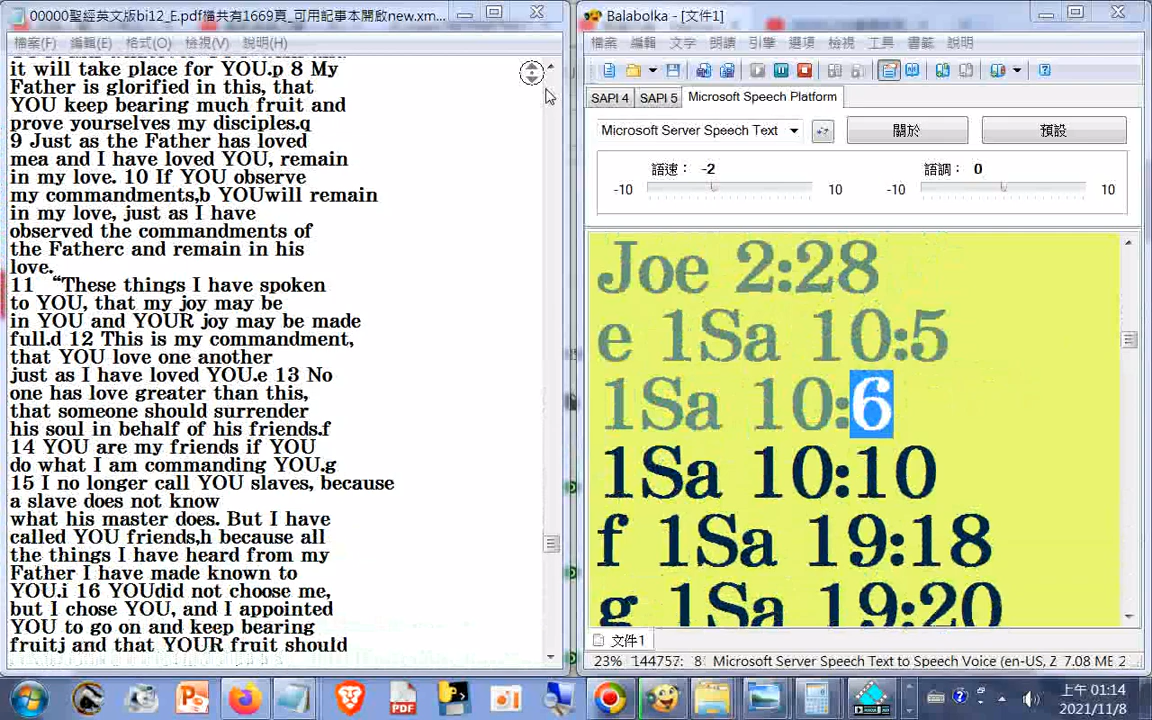 00000聖經英文版bi12_E.pdf檔共有1669頁_可用記事本開啟new.xm...
檔案(F) 編輯(E) 格式(O) 檢視(V) 說明(H)
it will take place for YOU.p 8 My
Father is glorified in this, that
YOU keep bearing much fruit and
prove yourselves my disciples.q
9 Just as the Father has loved
mea and I have loved YOU, remain
in my love. 10 If YOU observe
my commandments,b YOUwill remain
in my love, just as I have
observed the commandments of
the Fatherc and remain in his
love.
11 “These things I have spoken
to YOU, that my joy may be
in YOU and YOUR joy may be made
full.d 12 This is my commandment,
that YOU love one another
just as I have loved YOU.e 13 No
one has love greater than this,
that someone should surrender
his soul in behalf of his friends.f
14 YOU are my friends if YOU
do what I am commanding YOU.g
15 I no longer call YOU slaves, because
a slave does not know
what his master does. But I have
called YOU friends,h because all
the things I have heard from my
Father I have made known to
YOU.i 16 YOUdid not choose me,
but I chose YOU, and I appointed
YOU to go on and keep bearing
fruitj and that YOUR fruit should
Balabolka - [文件1]
檔案 編輯 文字 朗讀 引擎 選項 檢視 工具 書籤 說明
SAPI 4 SAPI 5 Microsoft Speech Platform
Microsoft Server Speech Text 關於 預設
語速： -2 語調： 0
-10 10 -10 10
Joe 2:28
e 1Sa 10:5
1Sa 10:6
1Sa 10:10
f 1Sa 19:18
g 1Sa 19:20
文件1
23% 144757: 8 Microsoft Server Speech Text to Speech Voice (en-US, Z 7.08 ME 2
PDF
上午 01:14
2021/11/8